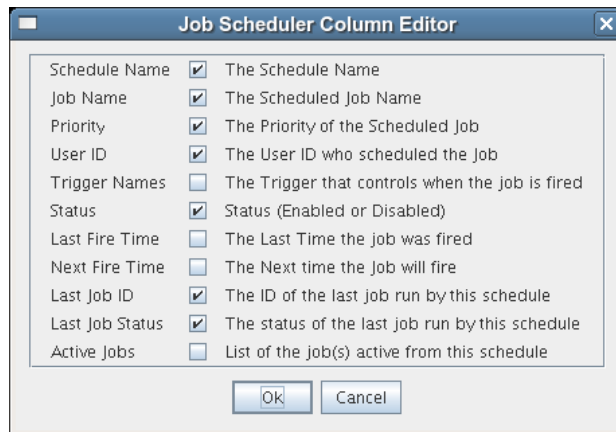 Job Scheduler Column Editor
Schedule Name The Schedule Name
Job Name The Scheduled Job Name
Priority The Priority of the Scheduled Job
User ID The User ID who scheduled the Job
Trigger Names The Trigger that controls when the job is fired
Status Status (Enabled or Disabled)
Last Fire Time The Last Time the job was fired
Next Fire Time The Next time the Job will fire
Last Job ID The ID of the last job run by this schedule
Last Job Status The status of the last job run by this schedule
Active Jobs List of the job(s) active from this schedule
Ok Cancel